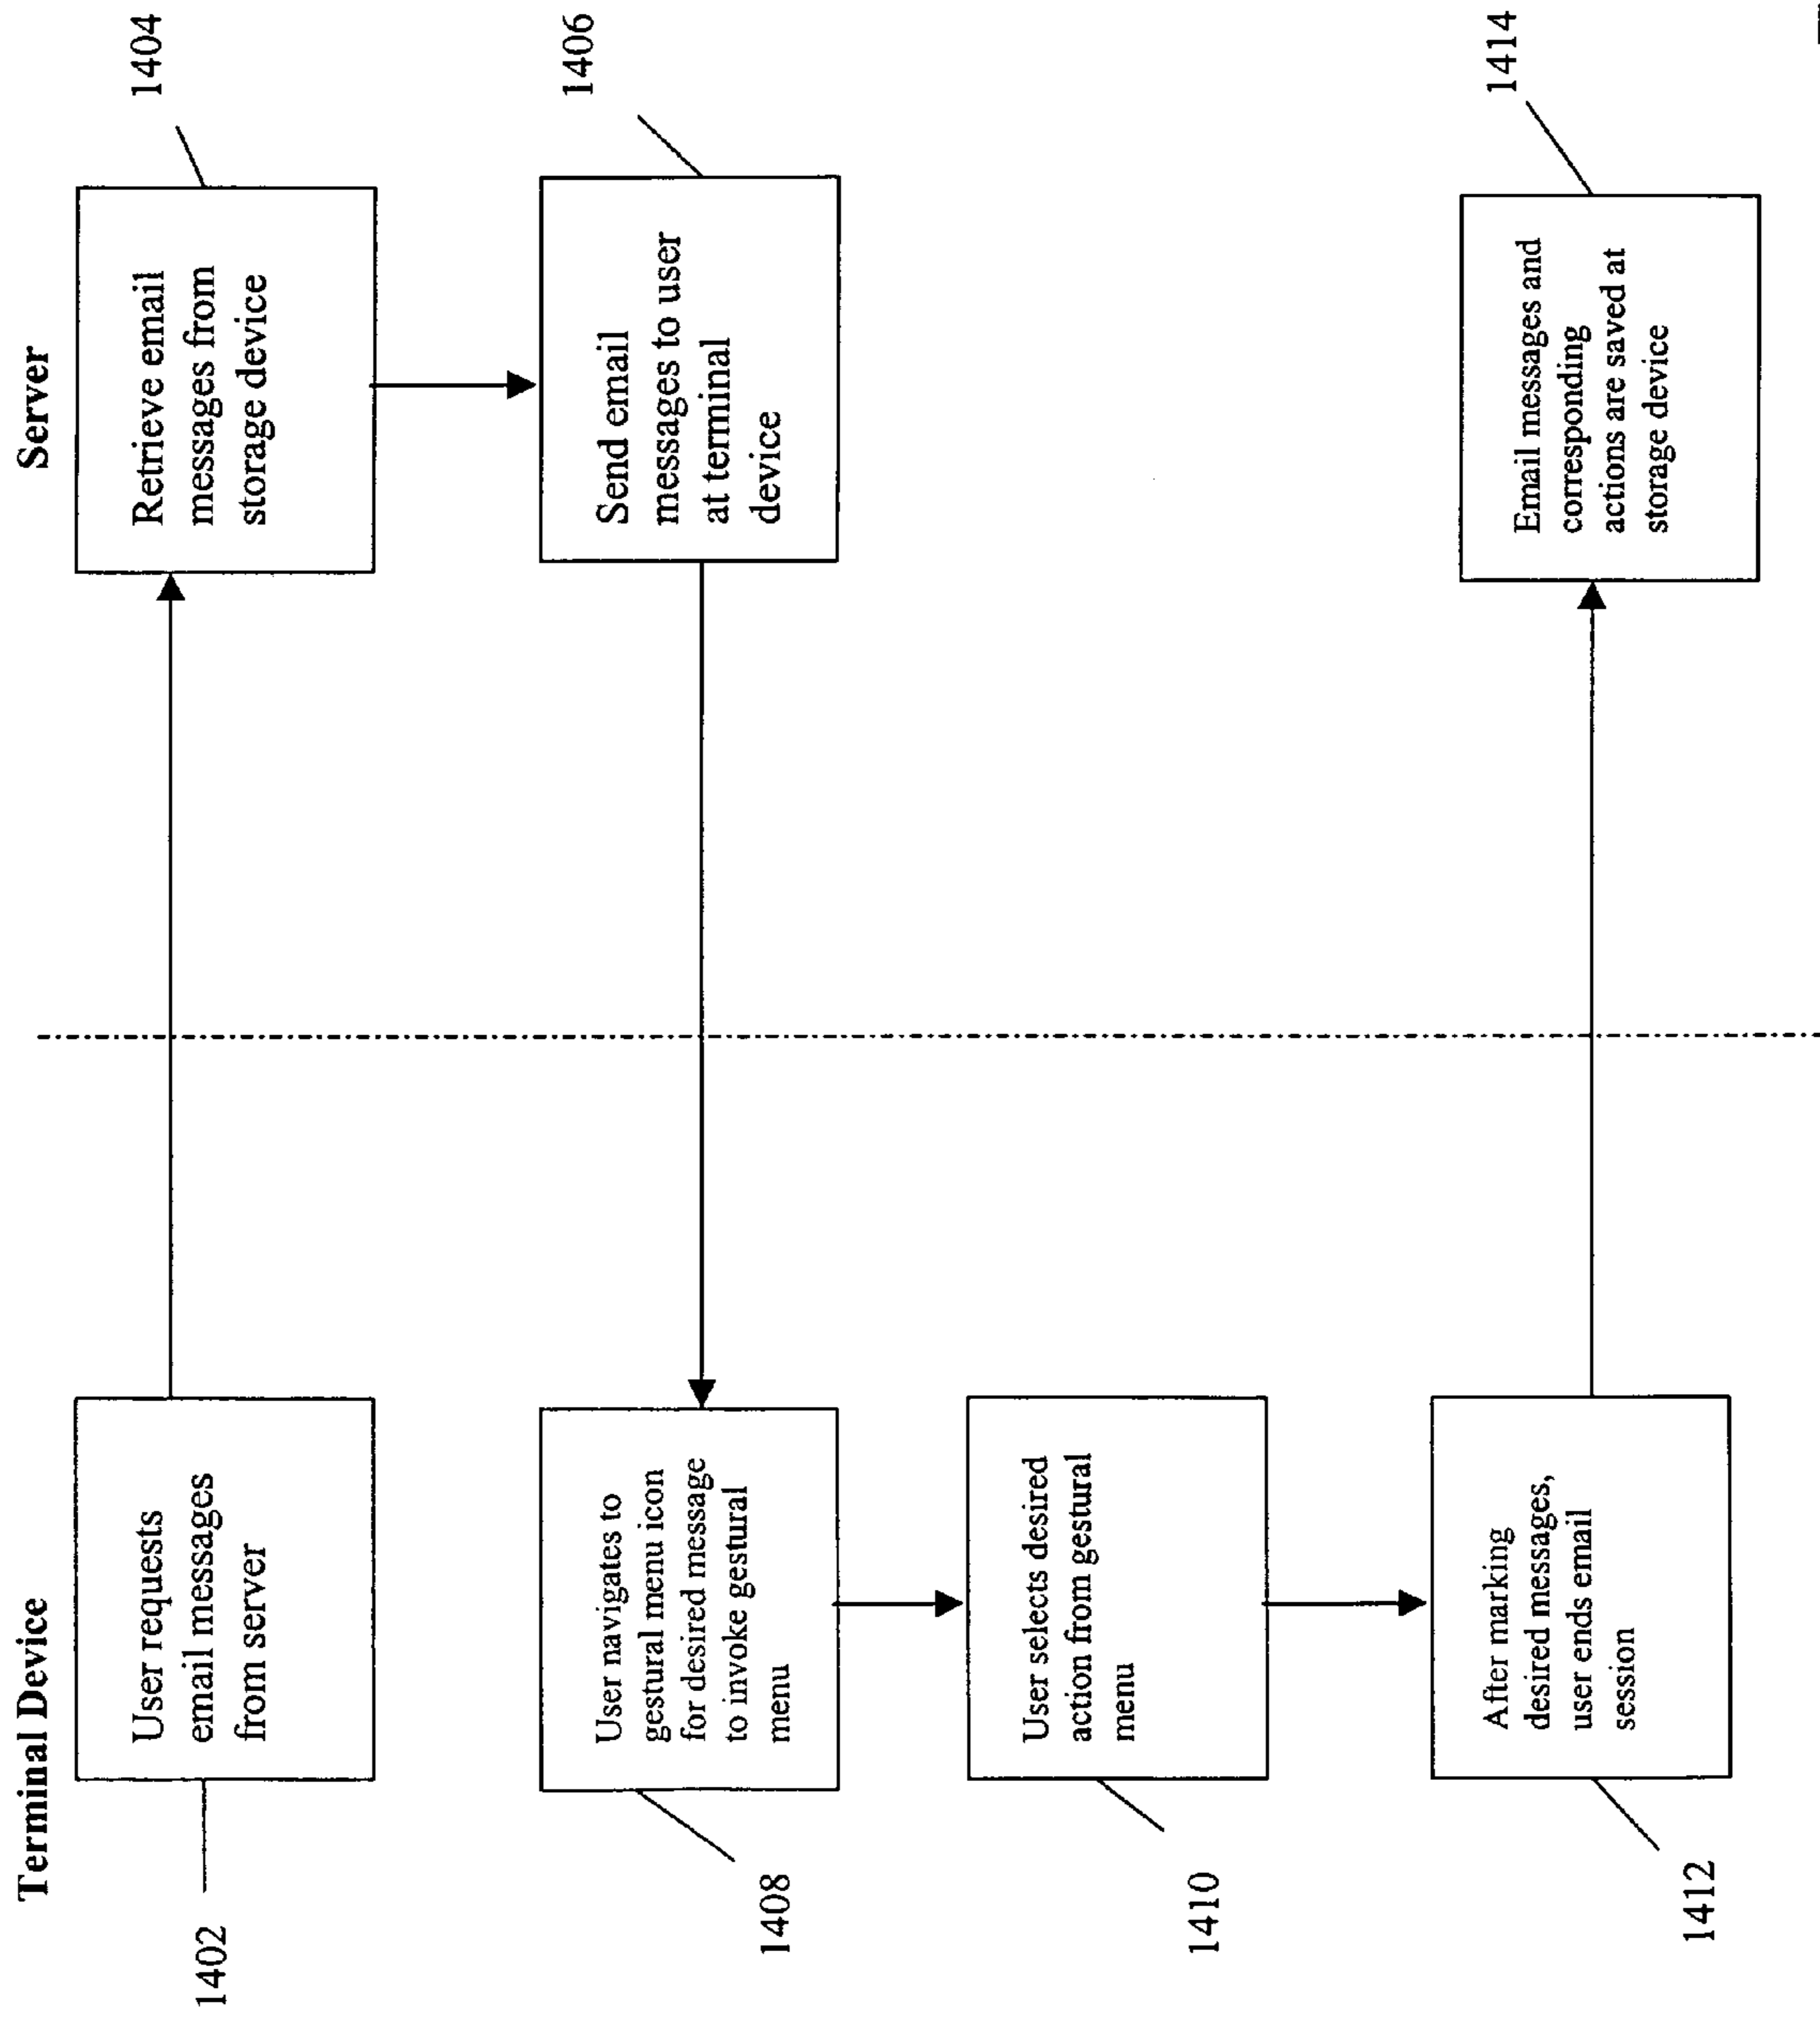 Terminal Device
Server
1402
User requests
email messages
from server
Retrieve email
messages from
storage device
1404
Send email
messages to user
at terminal
device
1406
1408
User navigates to
gestural menu icon
for desired message
to invoke gestural
menu
1410
User selects desired
action from gestural
menu
1412
After marking
desired messages,
user ends email
session
Email messages and
corresponding
actions are saved at
storage device
1414